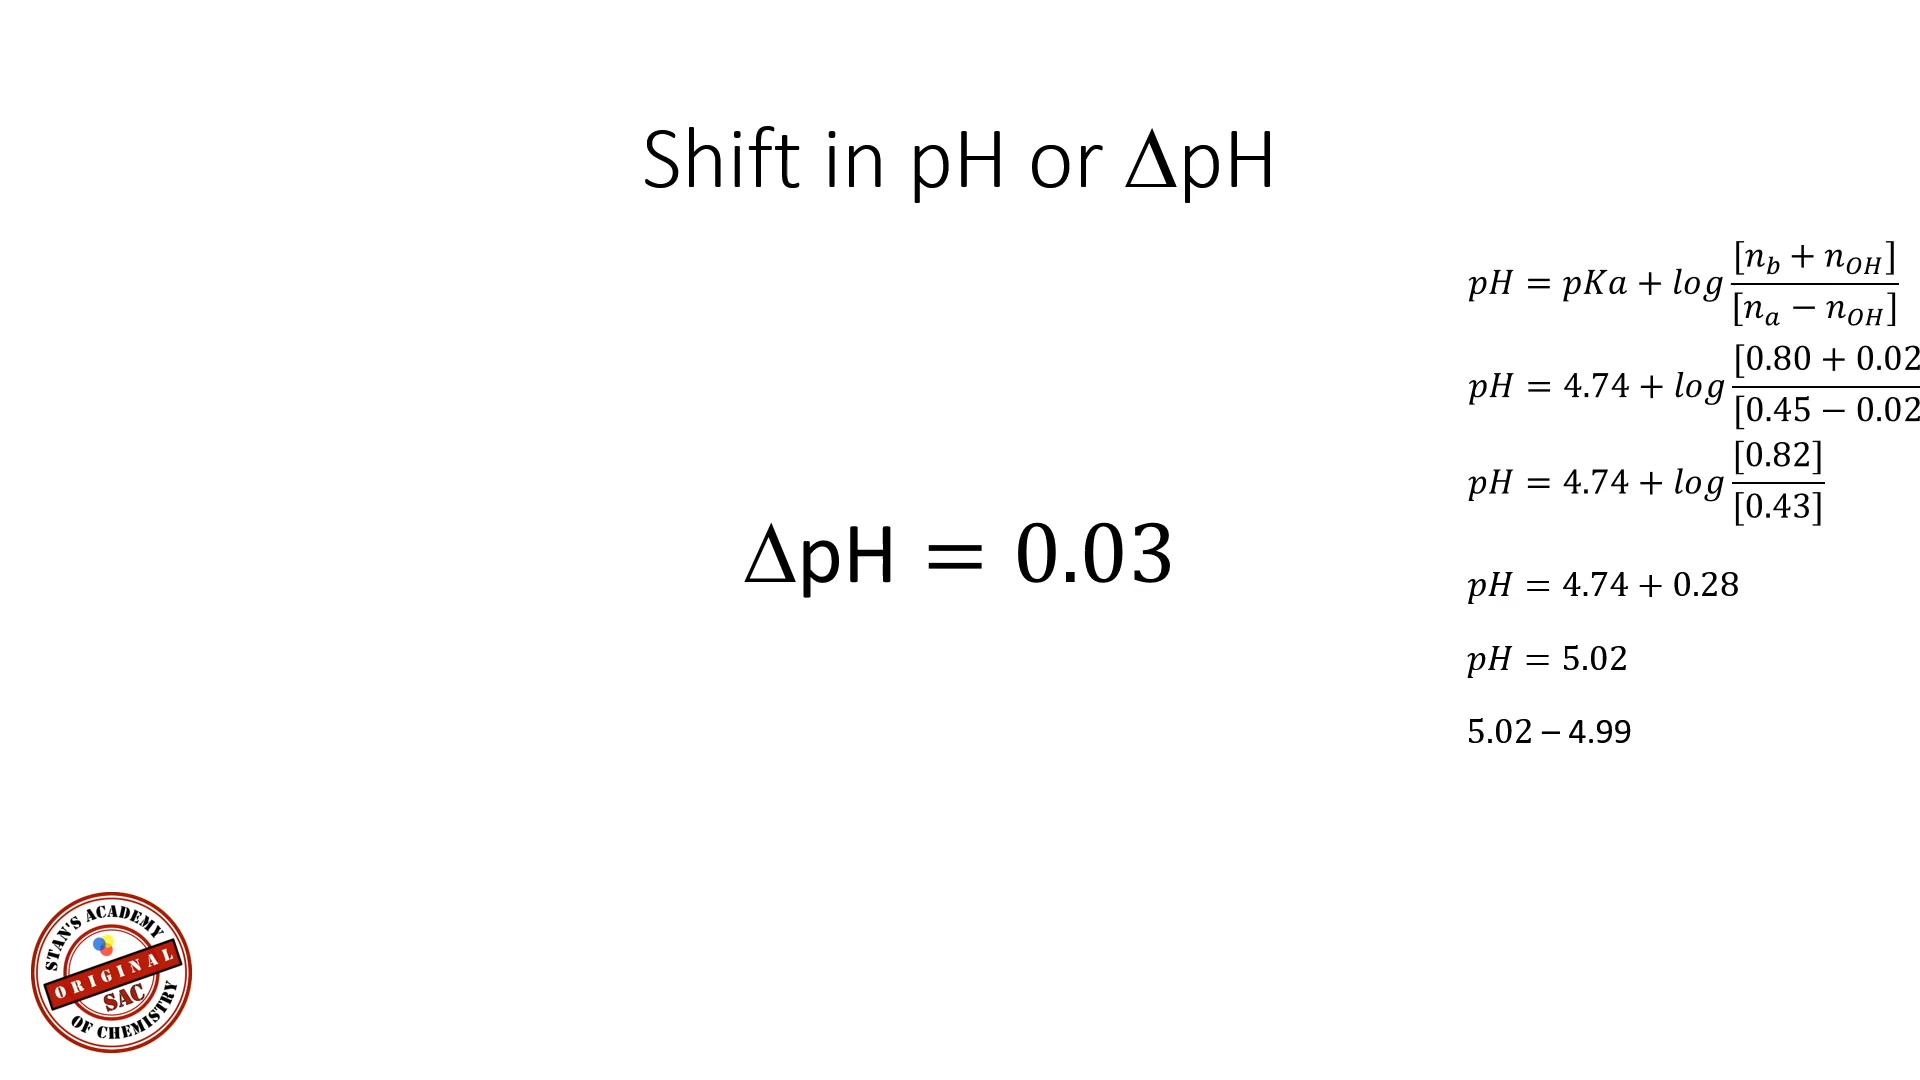 Shift in pH or ΔpH
pH = pKa + log [n_b + n_OH] / [n_a − n_OH]
pH = 4.74 + log [0.80 + 0.02 / [0.45 − 0.02
pH = 4.74 + log [0.82] / [0.43]
ΔpH = 0.03
pH = 4.74 + 0.28
pH = 5.02
5.02 – 4.99
STAN'S ACADEMY
ORIGINAL
SAC
OF CHEMISTRY